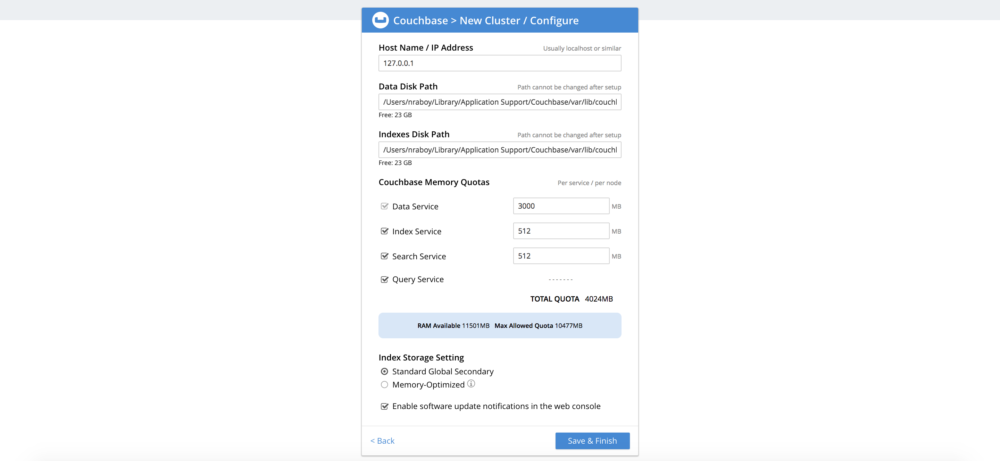 Couchbase > New Cluster / Configure
Host Name / IP Address Usually localhost or similar
127.0.0.1
Data Disk Path Path cannot be changed after setup
/Users/nraboy/Library/Application Support/Couchbase/var/lib/couchl
Free: 23 GB
Indexes Disk Path Path cannot be changed after setup
/Users/nraboy/Library/Application Support/Couchbase/var/lib/couchl
Free: 23 GB
Couchbase Memory Quotas Per service / per node
Data Service 3000 MB
Index Service 512 MB
Search Service 512 MB
Query Service -------
TOTAL QUOTA 4024MB
RAM Available 11501MB Max Allowed Quota 10477MB
Index Storage Setting
Standard Global Secondary
Memory-Optimized
Enable software update notifications in the web console
< Back Save & Finish